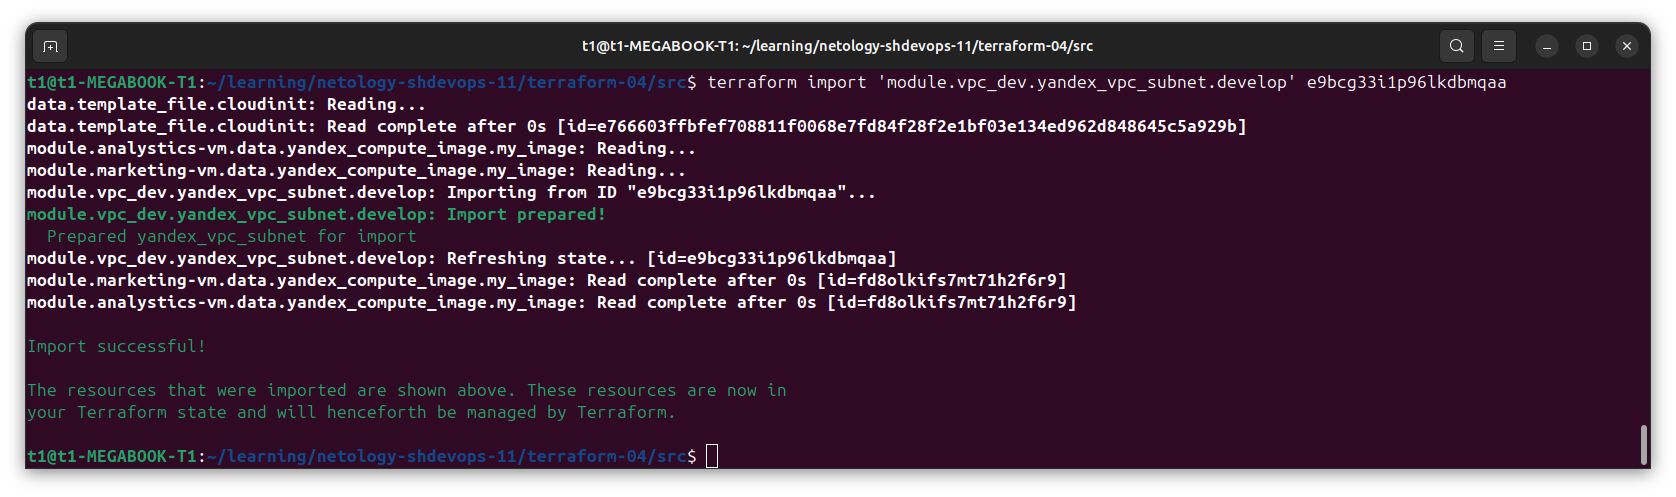 t1@t1-MEGABOOK-T1: ~/learning/netology-shdevops-11/terraform-04/src
t1@t1-MEGABOOK-T1:~/learning/netology-shdevops-11/terraform-04/src$ terraform import 'module.vpc_dev.yandex_vpc_subnet.develop' e9bcg33i1p96lkdbmqaa
data.template_file.cloudinit: Reading...
data.template_file.cloudinit: Read complete after 0s [id=e766603ffbfef708811f0068e7fd84f28f2e1bf03e134ed962d848645c5a929b]
module.analystics-vm.data.yandex_compute_image.my_image: Reading...
module.marketing-vm.data.yandex_compute_image.my_image: Reading...
module.vpc_dev.yandex_vpc_subnet.develop: Importing from ID "e9bcg33i1p96lkdbmqaa"...
module.vpc_dev.yandex_vpc_subnet.develop: Import prepared!
  Prepared yandex_vpc_subnet for import
module.vpc_dev.yandex_vpc_subnet.develop: Refreshing state... [id=e9bcg33i1p96lkdbmqaa]
module.marketing-vm.data.yandex_compute_image.my_image: Read complete after 0s [id=fd8olkifs7mt71h2f6r9]
module.analystics-vm.data.yandex_compute_image.my_image: Read complete after 0s [id=fd8olkifs7mt71h2f6r9]
Import successful!
The resources that were imported are shown above. These resources are now in
your Terraform state and will henceforth be managed by Terraform.
t1@t1-MEGABOOK-T1:~/learning/netology-shdevops-11/terraform-04/src$